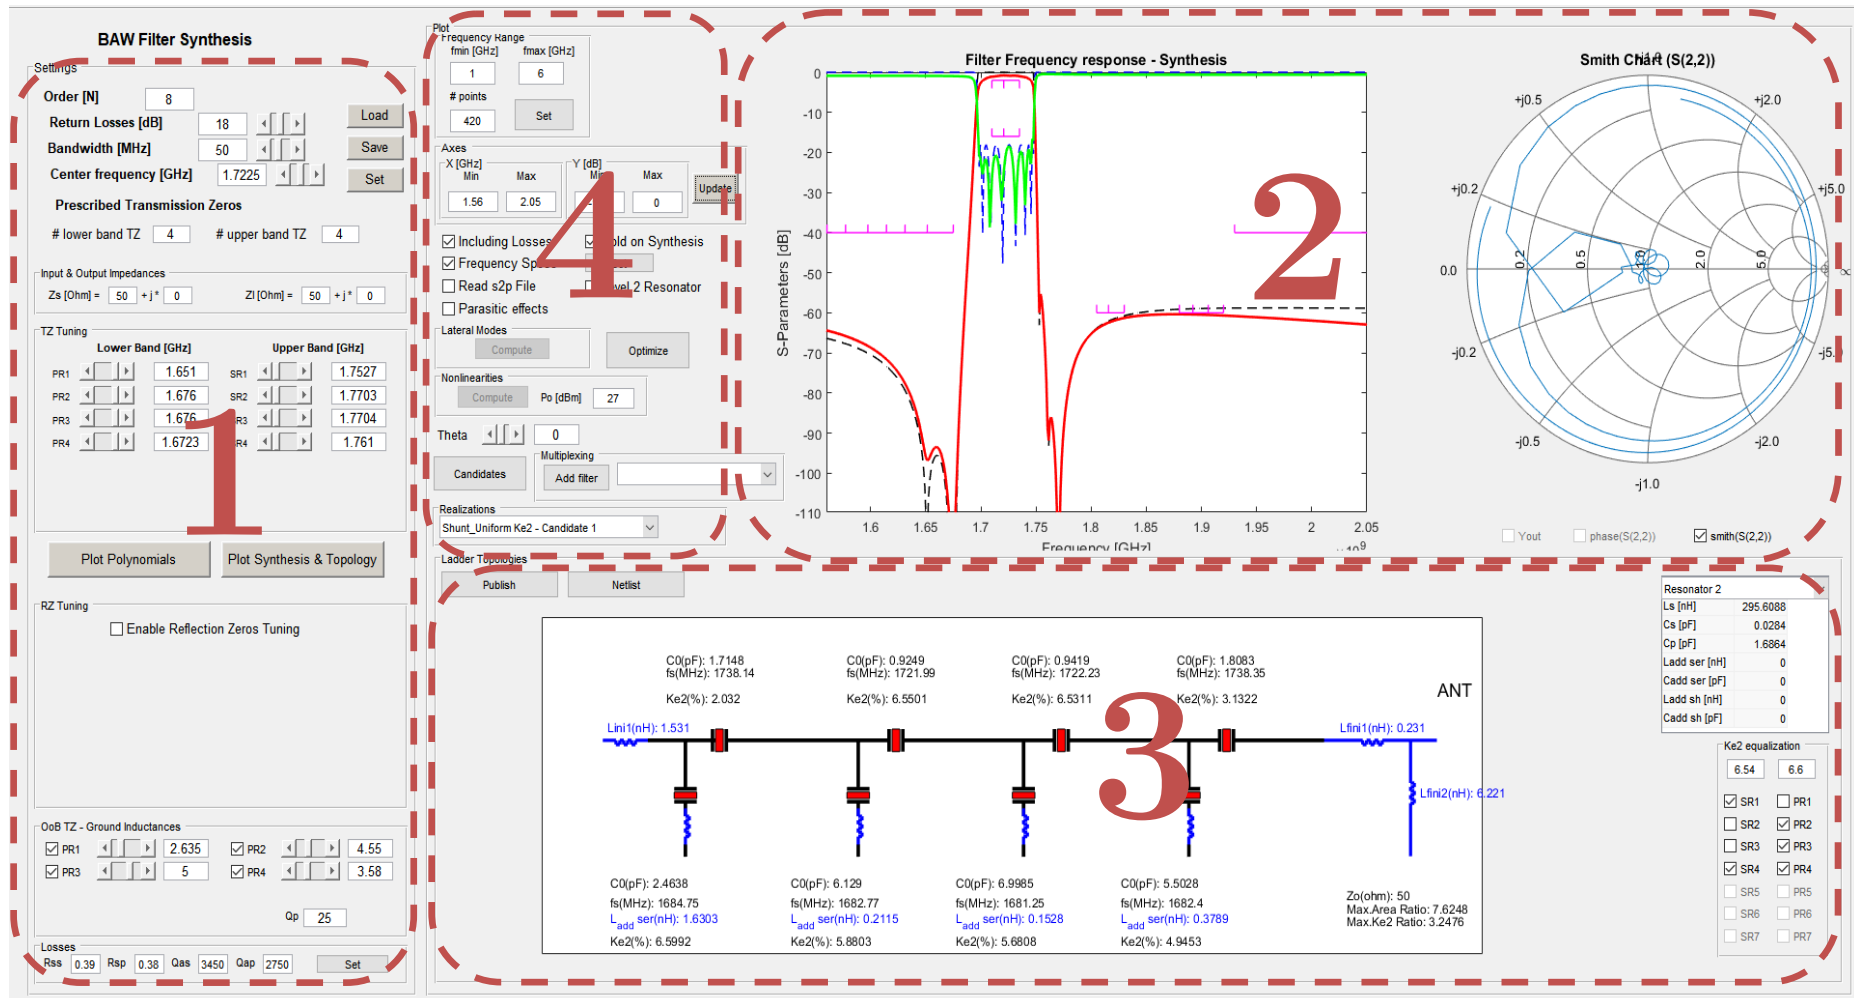 BAW Filter Synthesis
Settings
Order [N] 8
Return Losses [dB] 18
Bandwidth [MHz] 50
Center frequency [GHz] 1.7225
Load
Save
Set
Prescribed Transmission Zeros
# lower band TZ 4 # upper band TZ 4
Input & Output Impedances
Zs [Ohm] = 50 + j* 0 Zl [Ohm] = 50 + j* 0
TZ Tuning
Lower Band [GHz] Upper Band [GHz]
PR1 1.651 SR1 1.7527
PR2 1.676 SR2 1.7703
PR3 1.676 R3 1.7704
PR4 1.6723 R4 1.761
1
Plot Polynomials Plot Synthesis & Topology
RZ Tuning
Enable Reflection Zeros Tuning
OoB TZ - Ground Inductances
PR1 2.635 PR2 4.55
PR3 5 PR4 3.58
Qp 25
Losses
Rss 0.39 Rsp 0.38 Qas 3450 Qap 2750 Set
Plot
Frequency Range
fmin [GHz] fmax [GHz]
1 6
# points
420 Set
Axes
X [GHz] Y [dB]
Min Max Max
1.56 2.05 0
Update
Including Losses old on Synthesis
Frequency
Read s2p File vel 2 Resonator
Parasitic effects
4
Lateral Modes
Compute Optimize
Nonlinearities
Compute Po [dBm] 27
Theta 0
Candidates
Multiplexing
Add filter
Realizations
Shunt_Uniform Ke2 - Candidate 1
Filter Frequency response - Synthesis
S-Parameters [dB]
0
-10
-20
-30
-40
-50
-60
-70
-80
-90
-100
-110
1.6 1.65 1.7 1.75 1.8 1.85 1.9 1.95 2 2.05
Frequency [GHz]
2
Smith Chart (S(2,2))
+j1.0
+j0.5 +j2.0
+j0.2 +j5.0
0.0 0.2 0.5 1.0 2.0 5.0 ∞
-j0.2 -j5.
-j0.5 -j2.0
-j1.0
Yout phase(S(2,2)) smith(S(2,2))
Ladder Topologies
Publish Netlist
C0(pF): 1.7148 C0(pF): 0.9249 C0(pF): 0.9419 C0(pF): 1.8083
fs(MHz): 1738.14 fs(MHz): 1721.99 fs(MHz): 1722.23 fs(MHz): 1738.35
Ke2(%): 2.032 Ke2(%): 6.5501 Ke2(%): 6.5311 Ke2(%): 3.1322
ANT
Lini1(nH): 1.531 Lfini1(nH): 0.231
3
Lfini2(nH): 6.221
C0(pF): 2.4638 C0(pF): 6.129 C0(pF): 6.9985 C0(pF): 5.5028
fs(MHz): 1684.75 fs(MHz): 1682.77 fs(MHz): 1681.25 fs(MHz): 1682.4
Ladd ser(nH): 1.6303 Ladd ser(nH): 0.2115 Ladd ser(nH): 0.1528 Ladd ser(nH): 0.3789
Ke2(%): 6.5992 Ke2(%): 5.8803 Ke2(%): 5.6808 Ke2(%): 4.9453
Zo(ohm): 50
Max.Area Ratio: 7.6248
Max.Ke2 Ratio: 3.2476
Resonator 2
Ls [nH] 295.6088
Cs [pF] 0.0284
Cp [pF] 1.6864
Ladd ser [nH] 0
Cadd ser [pF] 0
Ladd sh [nH] 0
Cadd sh [pF] 0
Ke2 equalization
6.54 6.6
SR1 PR1
SR2 PR2
SR3 PR3
SR4 PR4
SR5 PR5
SR6 PR6
SR7 PR7